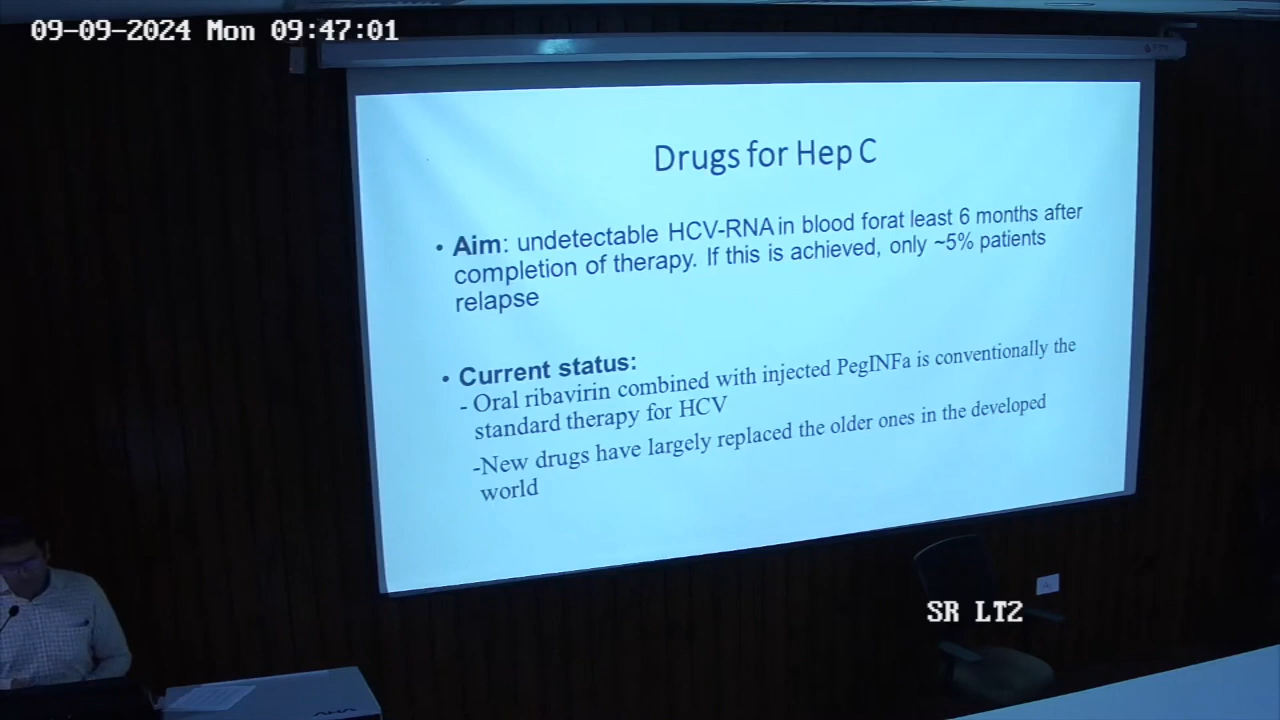 09-09-2024 Mon 09:47:01
Drugs for Hep C
• Aim: undetectable HCV-RNA in blood forat least 6 months after
completion of therapy. If this is achieved, only ~5% patients
relapse
• Current status:
- Oral ribavirin combined with injected PegINFa is conventionally the
standard therapy for HCV
-New drugs have largely replaced the older ones in the developed
world
SR LT2